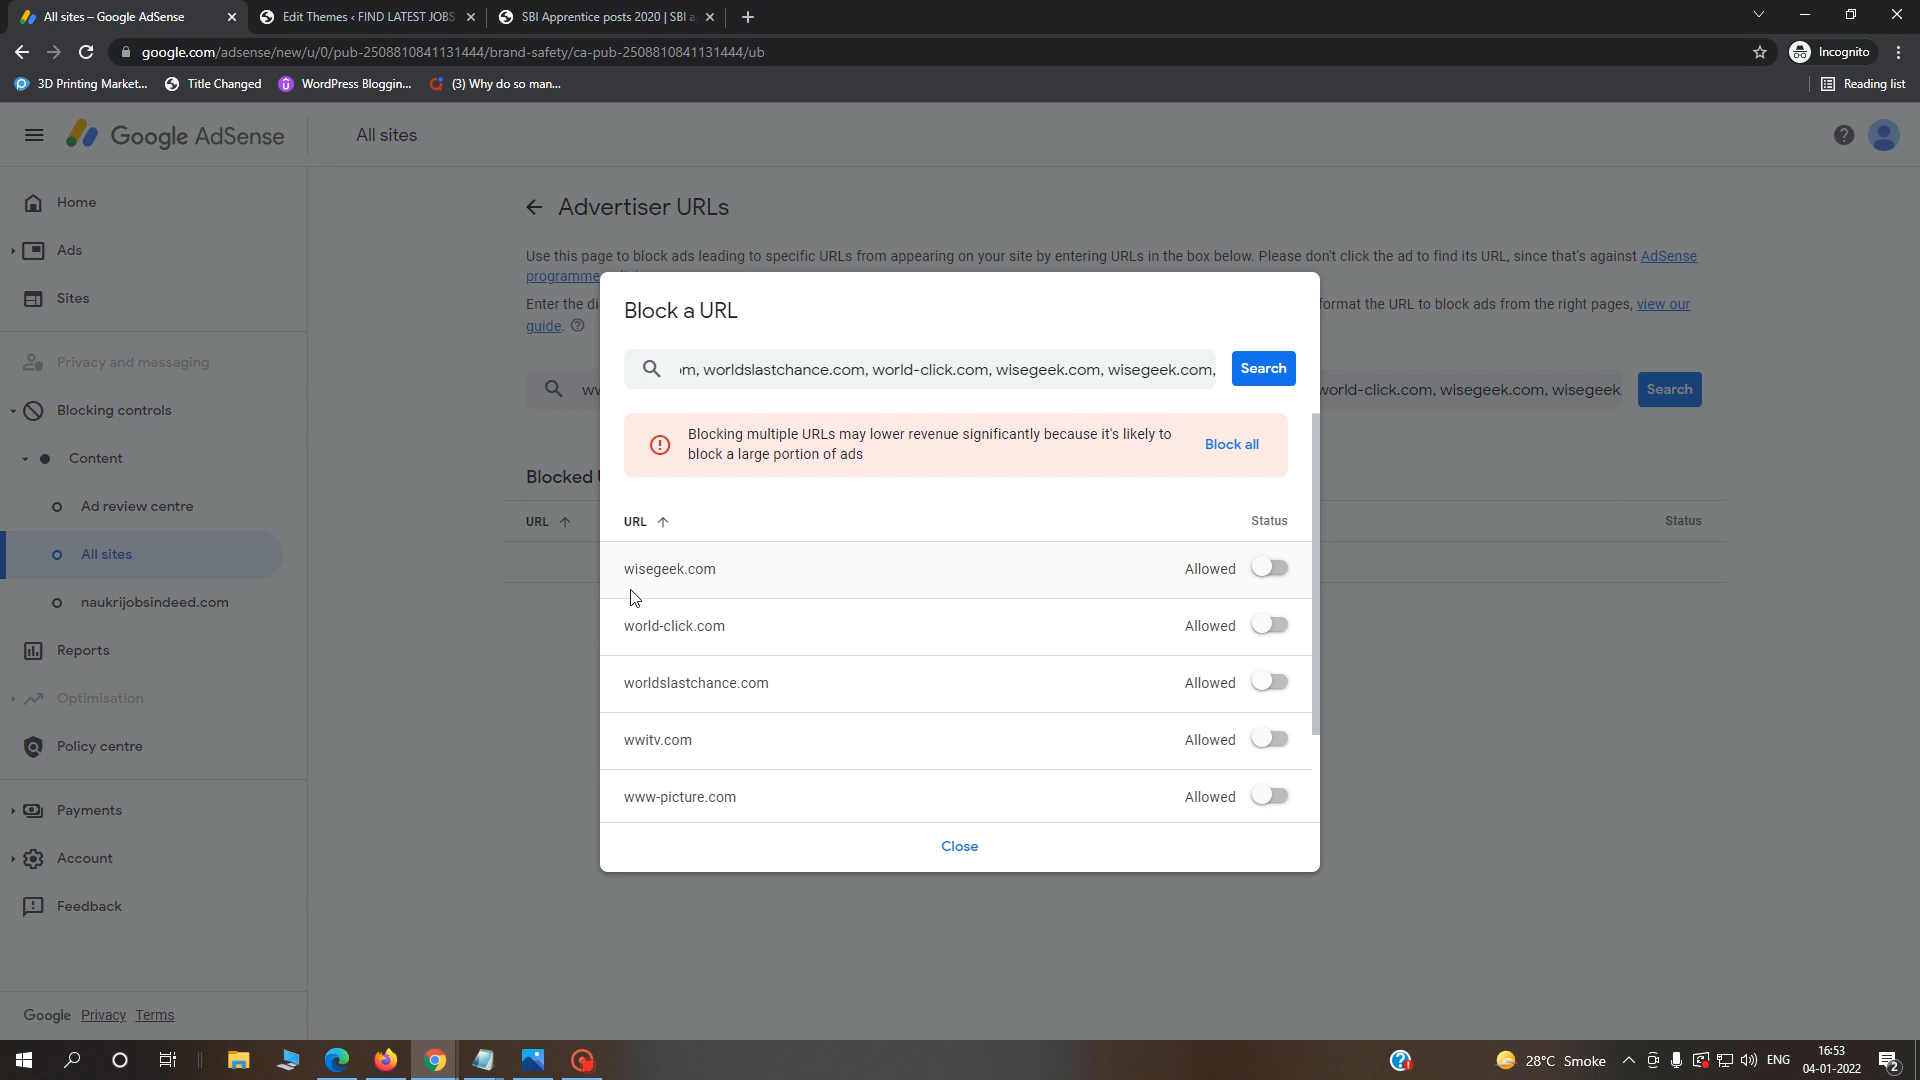 All sites – Google AdSense
Edit Themes ‹ FIND LATEST JOBS
SBI Apprentice posts 2020 | SBI a
google.com/adsense/new/u/0/pub-2508810841131444/brand-safety/ca-pub-2508810841131444/ub
Incognito
3D Printing Market...
Title Changed
WordPress Bloggin...
(3) Why do so man...
Reading list
Google AdSense
All sites
Home
Ads
Sites
Privacy and messaging
Blocking controls
Content
Ad review centre
All sites
naukrijobsindeed.com
Reports
Optimisation
Policy centre
Payments
Account
Feedback
Google Privacy Terms
Advertiser URLs
Use this page to block ads leading to specific URLs from appearing on your site by entering URLs in the box below. Please don't click the ad to find its URL, since that's against AdSense
programme
Enter the di
format the URL to block ads from the right pages, view our
guide.
world-click.com, wisegeek.com, wisegeek
Search
Blocked
URL
Status
Block a URL
om, worldslastchance.com, world-click.com, wisegeek.com, wisegeek.com,
Search
Blocking multiple URLs may lower revenue significantly because it's likely to
block a large portion of ads
Block all
URL
Status
wisegeek.com Allowed
world-click.com Allowed
worldslastchance.com Allowed
wwitv.com Allowed
www-picture.com Allowed
Close
28°C Smoke
ENG
16:53
04-01-2022
2